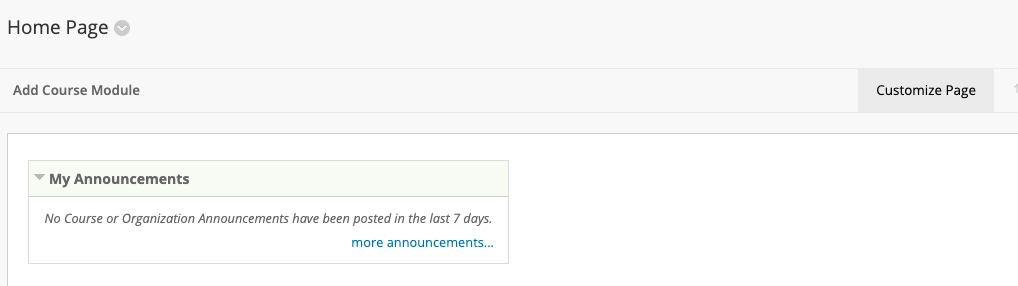 Home Page
Add Course Module
Customize Page
My Announcements
No Course or Organization Announcements have been posted in the last 7 days.
more announcements...